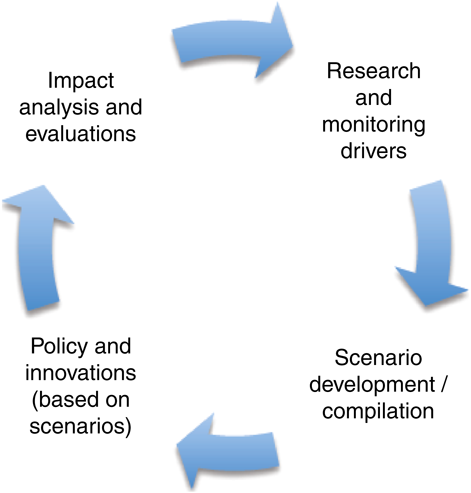 Impact
analysis and
evaluations
Research
and
monitoring
drivers
Scenario
development /
compilation
Policy and
innovations
(based on
scenarios)